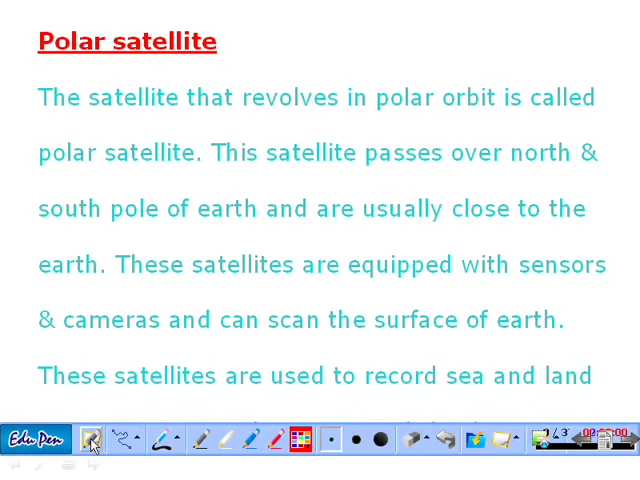 Polar satellite
The satellite that revolves in polar orbit is called
polar satellite. This satellite passes over north &
south pole of earth and are usually close to the
earth. These satellites are equipped with sensors
& cameras and can scan the surface of earth.
These satellites are used to record sea and land
Edu Pen